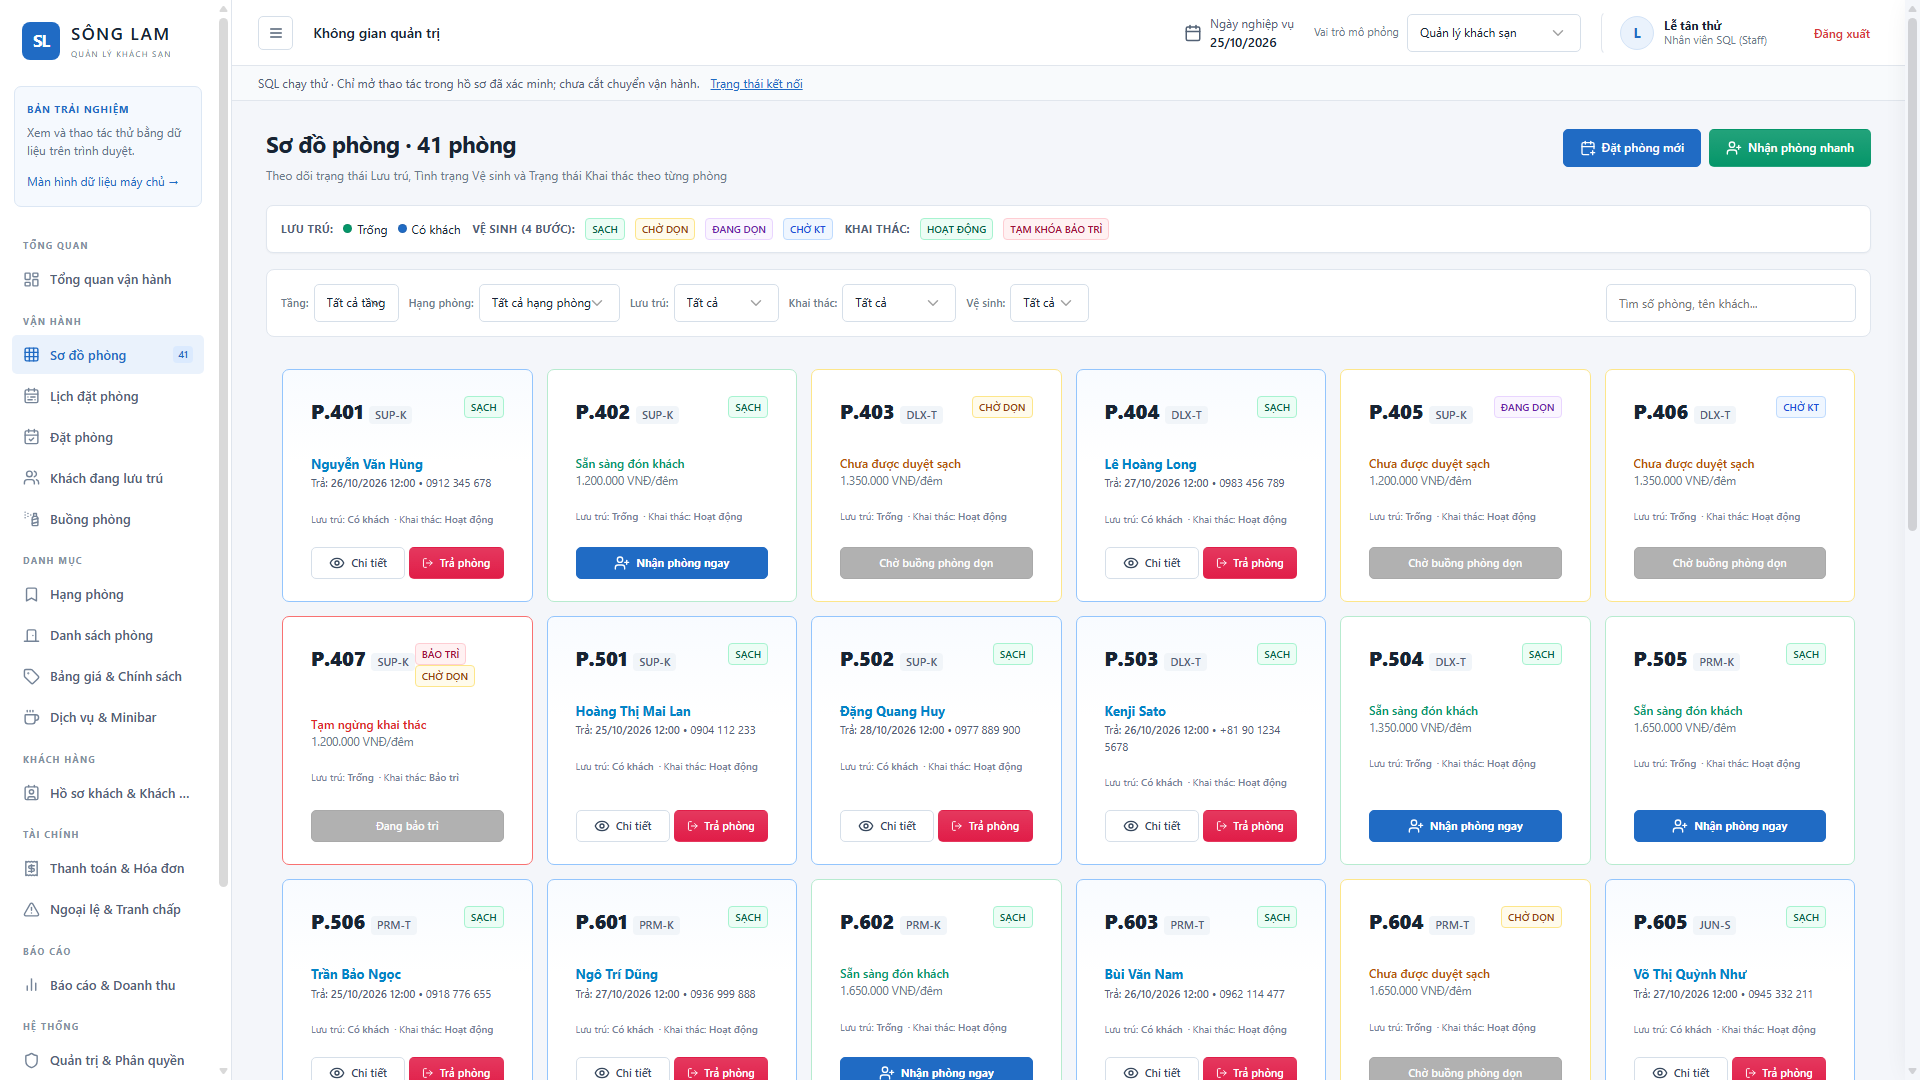 SL
SÔNG LAM
QUẢN LÝ KHÁCH SẠN
BẢN TRẢI NGHIỆM
Xem và thao tác thử bằng dữ
liệu trên trình duyệt.
Màn hình dữ liệu máy chủ →
TỔNG QUAN
Tổng quan vận hành
VẬN HÀNH
Sơ đồ phòng 41
Lịch đặt phòng
Đặt phòng
Khách đang lưu trú
Buồng phòng
DANH MỤC
Hạng phòng
Danh sách phòng
Bảng giá & Chính sách
Dịch vụ & Minibar
KHÁCH HÀNG
Hồ sơ khách & Khách ...
TÀI CHÍNH
Thanh toán & Hóa đơn
Ngoại lệ & Tranh chấp
BÁO CÁO
Báo cáo & Doanh thu
HỆ THỐNG
Quản trị & Phân quyền
Không gian quản trị
Ngày nghiệp vụ
25/10/2026
Vai trò mô phỏng
Quản lý khách sạn
L
Lễ tân thử
Nhân viên SQL (Staff)
Đăng xuất
SQL chạy thử · Chỉ mở thao tác trong hồ sơ đã xác minh; chưa cắt chuyển vận hành. Trạng thái kết nối
Sơ đồ phòng · 41 phòng
Theo dõi trạng thái Lưu trú, Tình trạng Vệ sinh và Trạng thái Khai thác theo từng phòng
Đặt phòng mới
Nhận phòng nhanh
LƯU TRÚ: Trống Có khách VỆ SINH (4 BƯỚC): SẠCH CHỜ DỌN ĐANG DỌN CHỜ KT KHAI THÁC: HOẠT ĐỘNG TẠM KHÓA BẢO TRÌ
Tầng: Tất cả tầng Hạng phòng: Tất cả hạng phòng Lưu trú: Tất cả Khai thác: Tất cả Vệ sinh: Tất cả Tìm số phòng, tên khách...
P.401 SUP-K SẠCH
Nguyễn Văn Hùng
Trả: 26/10/2026 12:00 • 0912 345 678
Lưu trú: Có khách · Khai thác: Hoạt động
Chi tiết Trả phòng
P.402 SUP-K SẠCH
Sẵn sàng đón khách
1.200.000 VNĐ/đêm
Lưu trú: Trống · Khai thác: Hoạt động
Nhận phòng ngay
P.403 DLX-T CHỜ DỌN
Chưa được duyệt sạch
1.350.000 VNĐ/đêm
Lưu trú: Trống · Khai thác: Hoạt động
Chờ buồng phòng dọn
P.404 DLX-T SẠCH
Lê Hoàng Long
Trả: 27/10/2026 12:00 • 0983 456 789
Lưu trú: Có khách · Khai thác: Hoạt động
Chi tiết Trả phòng
P.405 SUP-K ĐANG DỌN
Chưa được duyệt sạch
1.200.000 VNĐ/đêm
Lưu trú: Trống · Khai thác: Hoạt động
Chờ buồng phòng dọn
P.406 DLX-T CHỜ KT
Chưa được duyệt sạch
1.350.000 VNĐ/đêm
Lưu trú: Trống · Khai thác: Hoạt động
Chờ buồng phòng dọn
P.407 SUP-K BẢO TRÌ
CHỜ DỌN
Tạm ngừng khai thác
1.200.000 VNĐ/đêm
Lưu trú: Trống · Khai thác: Bảo trì
Đang bảo trì
P.501 SUP-K SẠCH
Hoàng Thị Mai Lan
Trả: 25/10/2026 12:00 • 0904 112 233
Lưu trú: Có khách · Khai thác: Hoạt động
Chi tiết Trả phòng
P.502 SUP-K SẠCH
Đặng Quang Huy
Trả: 28/10/2026 12:00 • 0977 889 900
Lưu trú: Có khách · Khai thác: Hoạt động
Chi tiết Trả phòng
P.503 DLX-T SẠCH
Kenji Sato
Trả: 26/10/2026 12:00 • +81 90 1234
5678
Lưu trú: Có khách · Khai thác: Hoạt động
Chi tiết Trả phòng
P.504 DLX-T SẠCH
Sẵn sàng đón khách
1.350.000 VNĐ/đêm
Lưu trú: Trống · Khai thác: Hoạt động
Nhận phòng ngay
P.505 PRM-K SẠCH
Sẵn sàng đón khách
1.650.000 VNĐ/đêm
Lưu trú: Trống · Khai thác: Hoạt động
Nhận phòng ngay
P.506 PRM-T SẠCH
Trần Bảo Ngọc
Trả: 25/10/2026 12:00 • 0918 776 655
Lưu trú: Có khách · Khai thác: Hoạt động
Chi tiết Trả phòng
P.601 PRM-K SẠCH
Ngô Trí Dũng
Trả: 27/10/2026 12:00 • 0936 999 888
Lưu trú: Có khách · Khai thác: Hoạt động
Chi tiết Trả phòng
P.602 PRM-K SẠCH
Sẵn sàng đón khách
1.650.000 VNĐ/đêm
Lưu trú: Trống · Khai thác: Hoạt động
Nhận phòng ngay
P.603 PRM-T SẠCH
Bùi Văn Nam
Trả: 26/10/2026 12:00 • 0962 114 477
Lưu trú: Có khách · Khai thác: Hoạt động
Chi tiết Trả phòng
P.604 PRM-T CHỜ DỌN
Chưa được duyệt sạch
1.650.000 VNĐ/đêm
Lưu trú: Trống · Khai thác: Hoạt động
Chờ buồng phòng dọn
P.605 JUN-S SẠCH
Võ Thị Quỳnh Như
Trả: 27/10/2026 12:00 • 0945 332 211
Lưu trú: Có khách · Khai thác: Hoạt động
Chi tiết Trả phòng